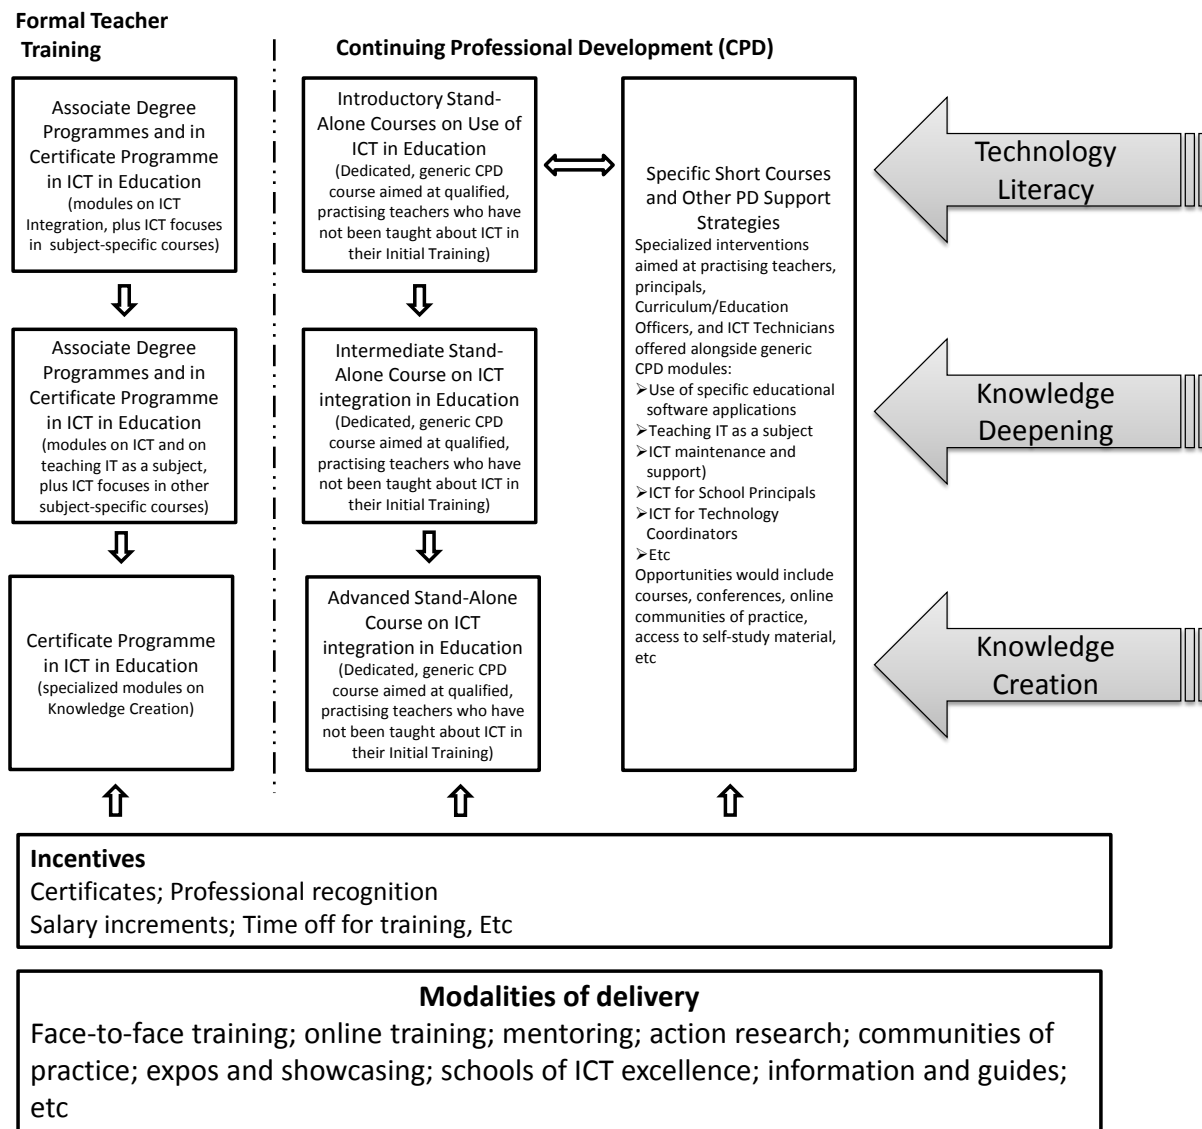 Formal Teacher
Training
Continuing Professional Development (CPD)
Associate Degree
Programmes and in
Certificate Programme
in ICT in Education
(modules on ICT
Integration, plus ICT focuses
in subject-specific courses)
Associate Degree
Programmes and in
Certificate Programme
in ICT in Education
(modules on ICT and on
teaching IT as a subject,
plus ICT focuses in other
subject-specific courses)
Certificate Programme
in ICT in Education
(specialized modules on
Knowledge Creation)
Introductory Stand-
Alone Courses on Use of
ICT in Education
(Dedicated, generic CPD
course aimed at qualified,
practising teachers who have
not been taught about ICT in
their Initial Training)
Intermediate Stand-
Alone Course on ICT
integration in Education
(Dedicated, generic CPD
course aimed at qualified,
practising teachers who have
not been taught about ICT in
their Initial Training)
Advanced Stand-Alone
Course on ICT
integration in Education
(Dedicated, generic CPD
course aimed at qualified,
practising teachers who have
not been taught about ICT in
their Initial Training)
Specific Short Courses
and Other PD Support
Strategies
Specialized interventions
aimed at practising teachers,
principals,
Curriculum/Education
Officers, and ICT Technicians
offered alongside generic
CPD modules:
➢Use of specific educational
software applications
➢Teaching IT as a subject
➢ICT maintenance and
support)
➢ICT for School Principals
➢ICT for Technology
Coordinators
➢Etc
Opportunities would include
courses, conferences, online
communities of practice,
access to self-study material,
etc
Technology
Literacy
Knowledge
Deepening
Knowledge
Creation
Incentives
Certificates; Professional recognition
Salary increments; Time off for training, Etc
Modalities of delivery
Face-to-face training; online training; mentoring; action research; communities of
practice; expos and showcasing; schools of ICT excellence; information and guides;
etc